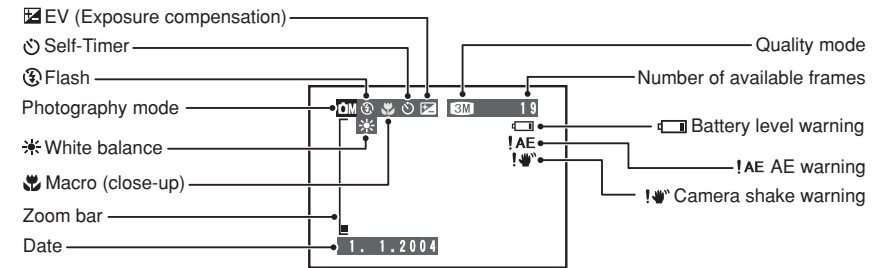 EV (Exposure compensation)
Self-Timer
Flash
Photography mode
White balance
Macro (close-up)
Zoom bar
Date
M
3M
19
!AE
!
1. 1.2004
Quality mode
Number of available frames
Battery level warning
!AE AE warning
! Camera shake warning